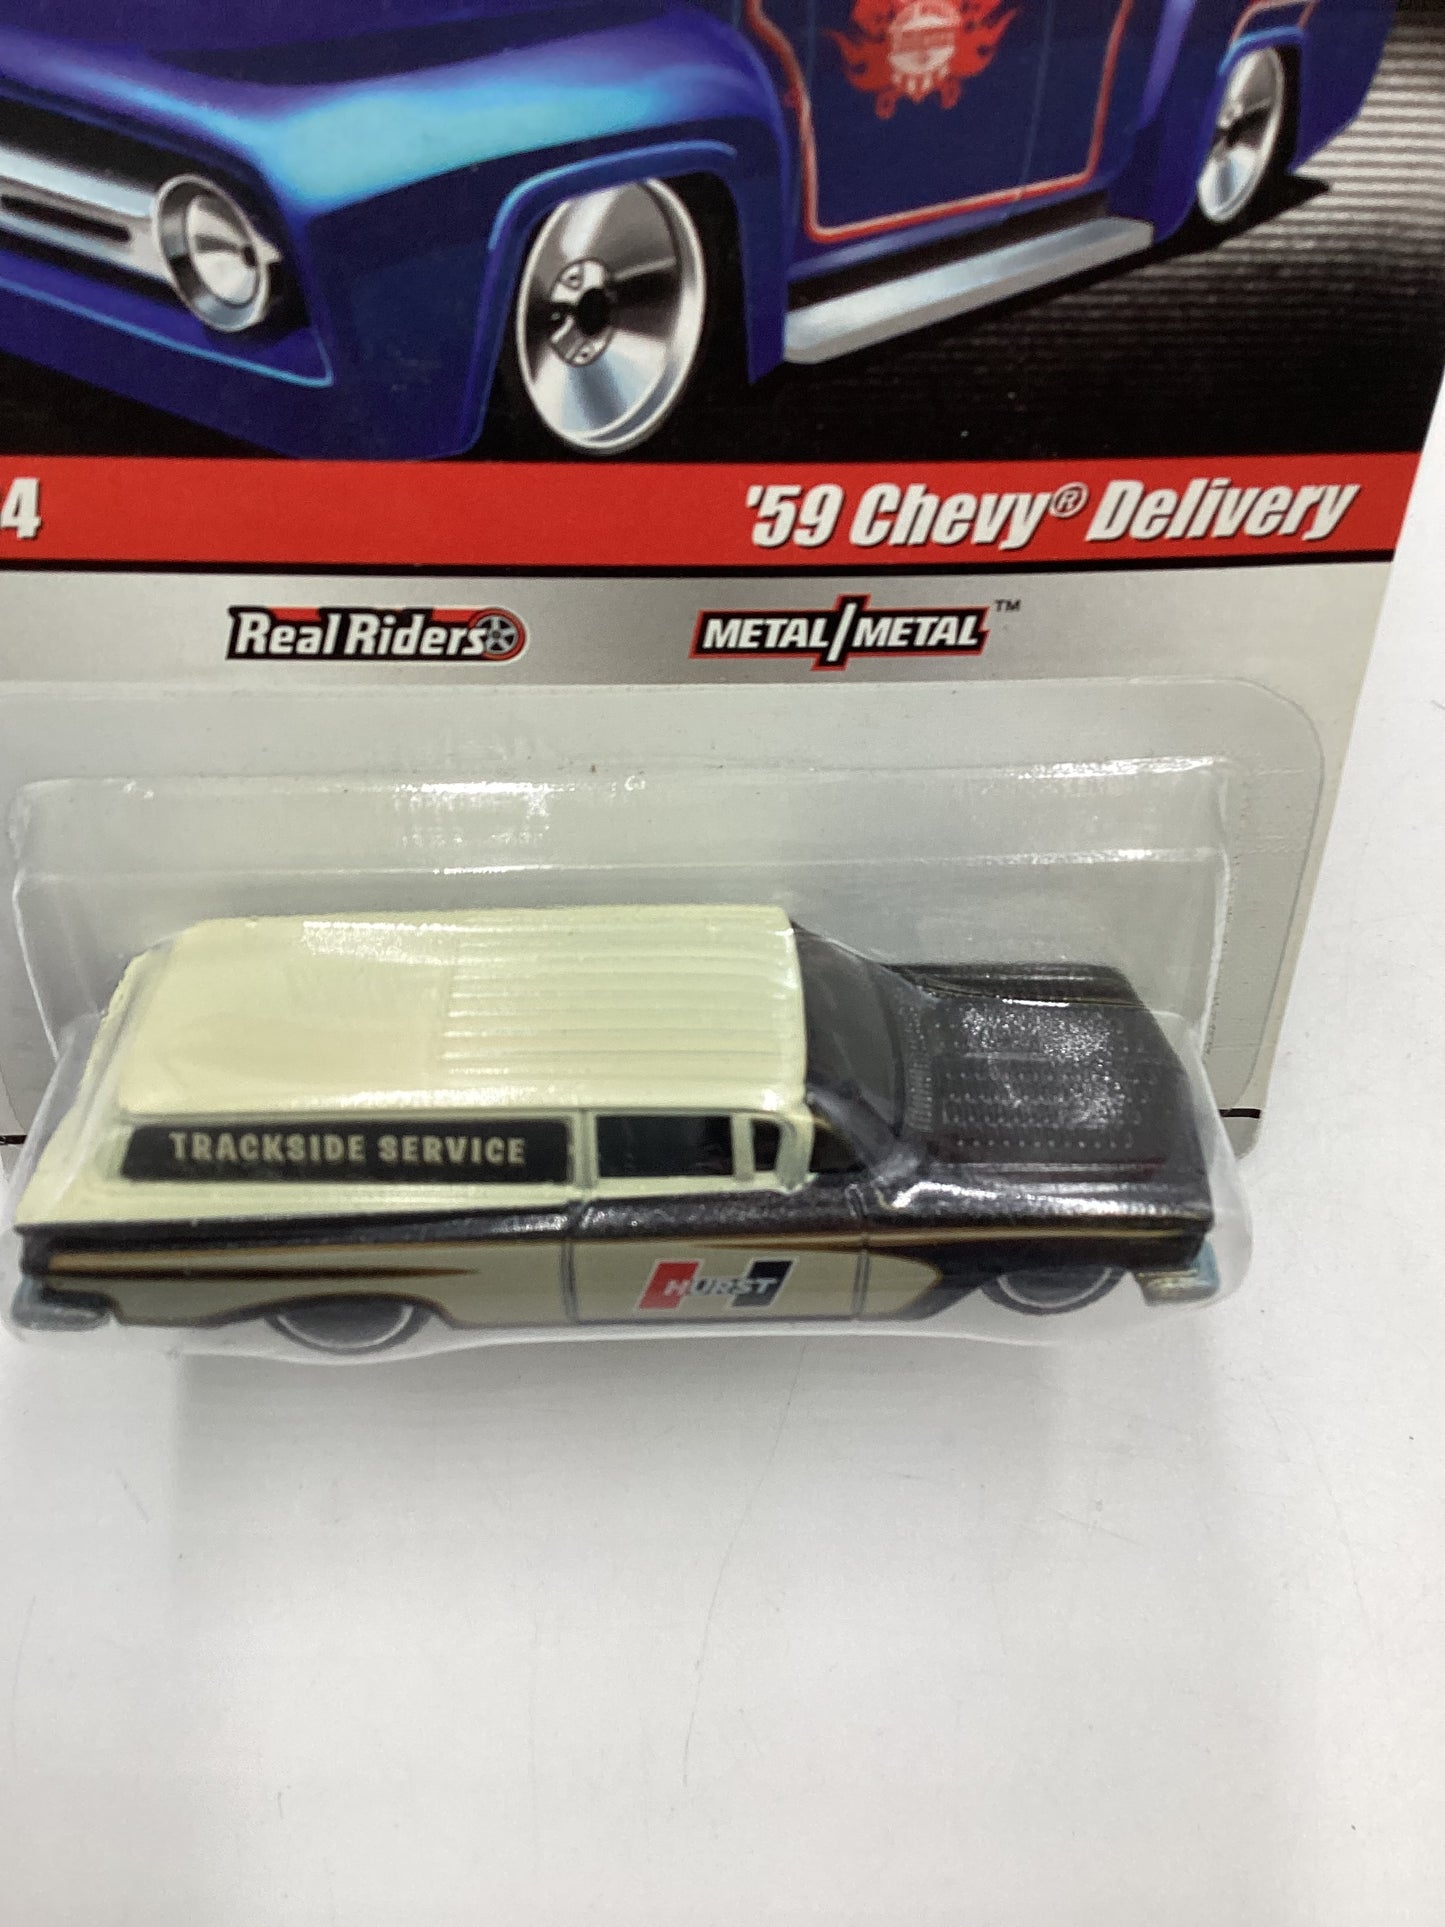 4
'59 Chevy® Delivery
Real Riders
METAL/METAL™
TRACKSIDE SERVICE
HURST